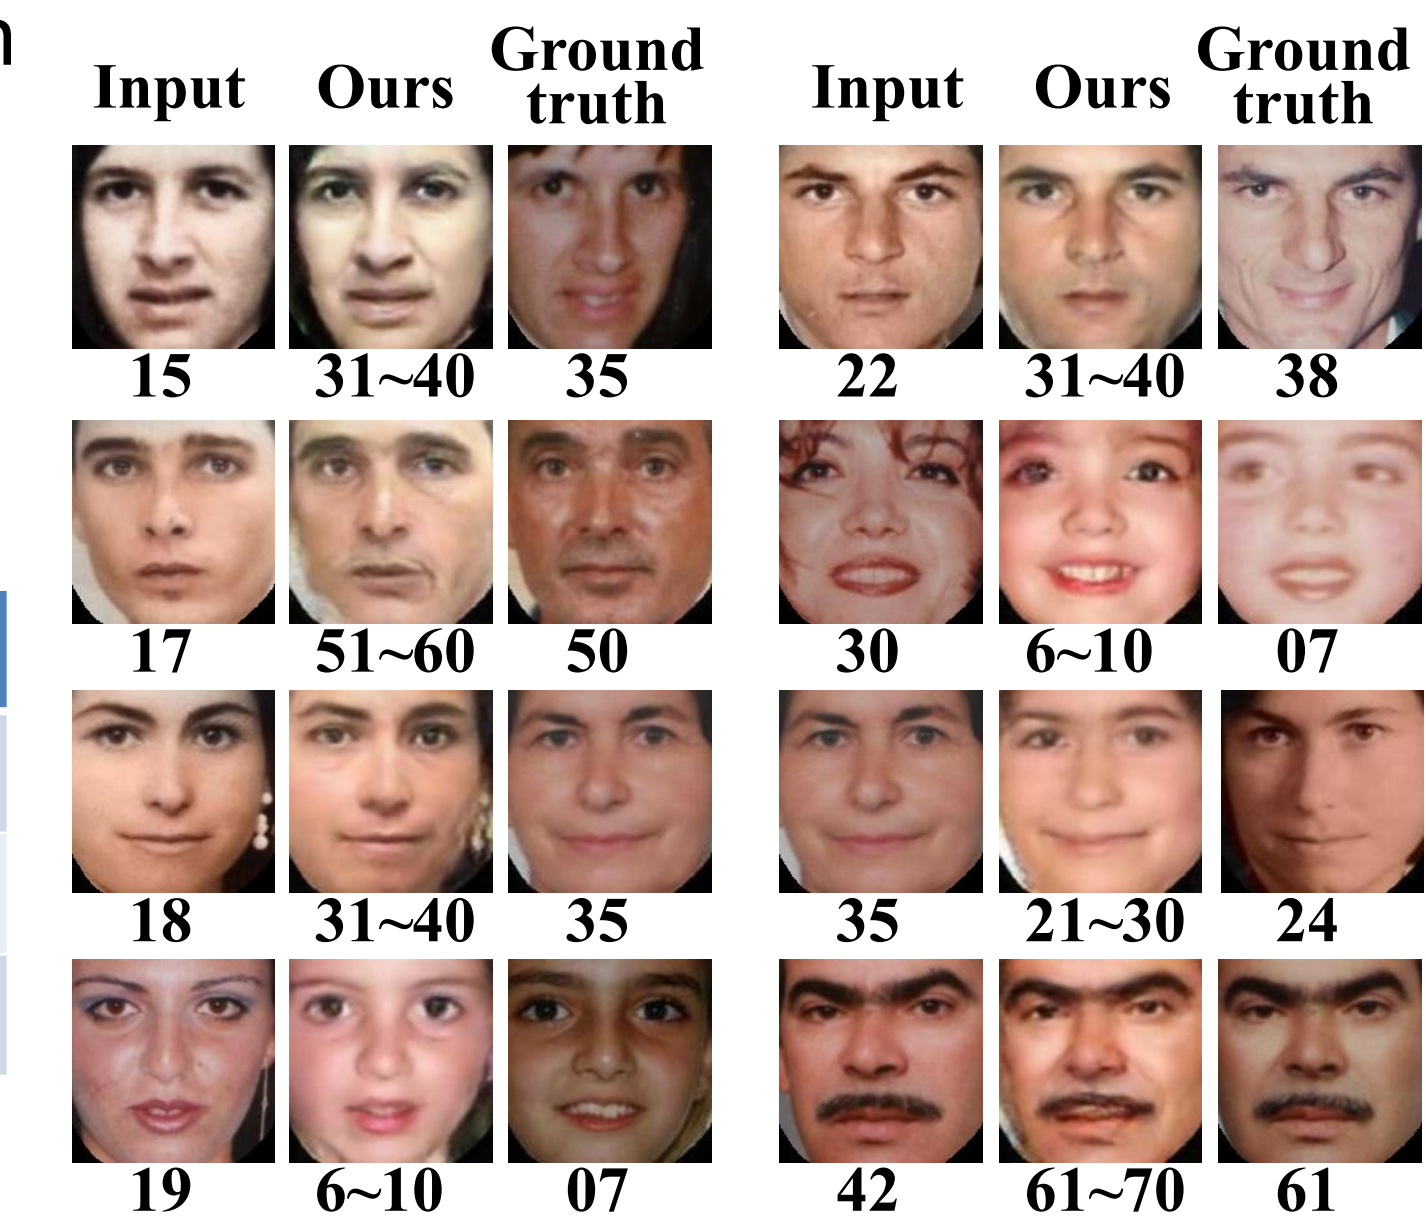 n
Input Ours Ground truth Input Ours Ground truth
15 31~40 35 22 31~40 38
17 51~60 50 30 6~10 07
18 31~40 35 35 21~30 24
19 6~10 07 42 61~70 61